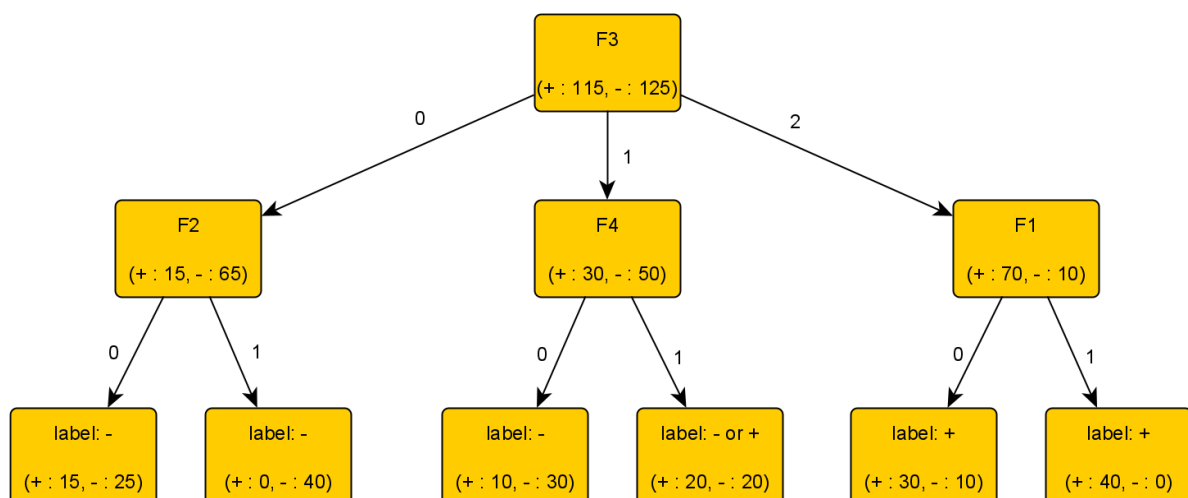 F3
(+ : 115, - : 125)
0
1
2
F2
(+ : 15, - : 65)
F4
(+ : 30, - : 50)
F1
(+ : 70, - : 10)
0
1
0
1
0
1
label: -
(+ : 15, - : 25)
label: -
(+ : 0, - : 40)
label: -
(+ : 10, - : 30)
label: - or +
(+ : 20, - : 20)
label: +
(+ : 30, - : 10)
label: +
(+ : 40, - : 0)